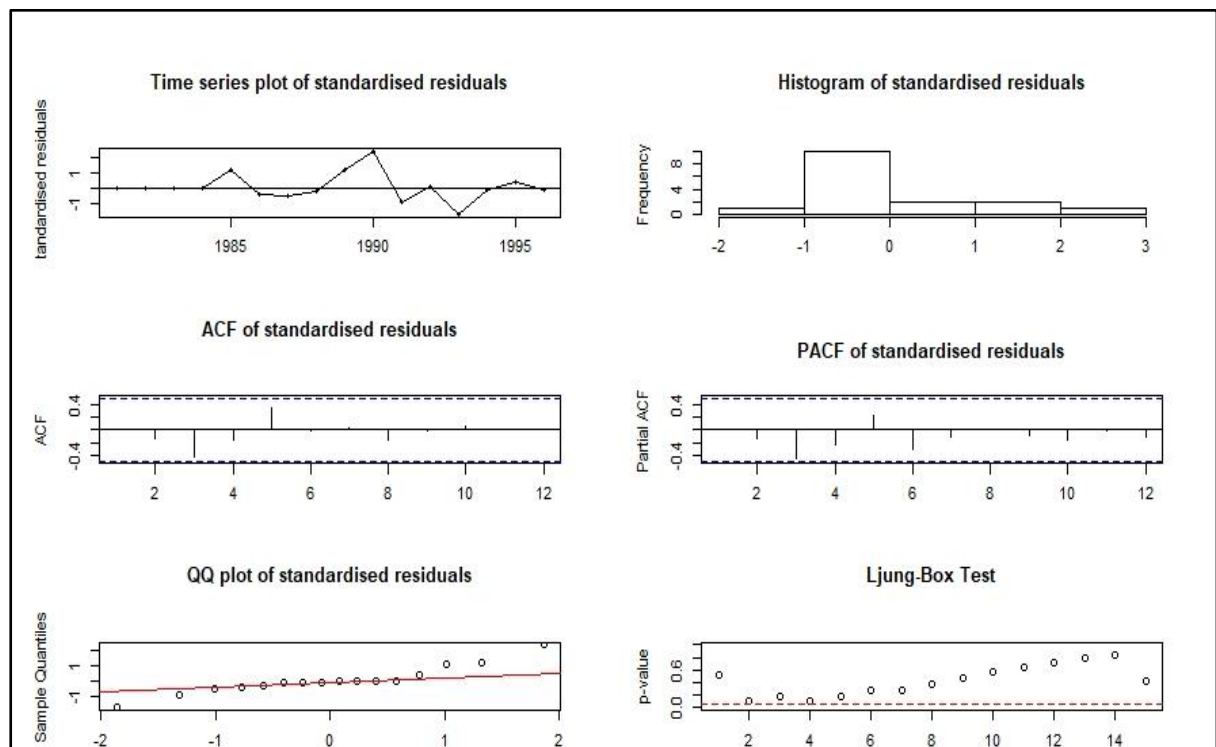 Time series plot of standardised residuals
tandardised residuals
1
-1
1985 1990 1995
Histogram of standardised residuals
Frequency
8
4
0
-2 -1 0 1 2 3
ACF of standardised residuals
ACF
0.4
-0.4
2 4 6 8 10 12
PACF of standardised residuals
Partial ACF
0.4
-0.4
2 4 6 8 10 12
QQ plot of standardised residuals
Sample Quantiles
1
-1
-2 -1 0 1 2
Ljung-Box Test
p-value
0.6
0.0
2 4 6 8 10 12 14